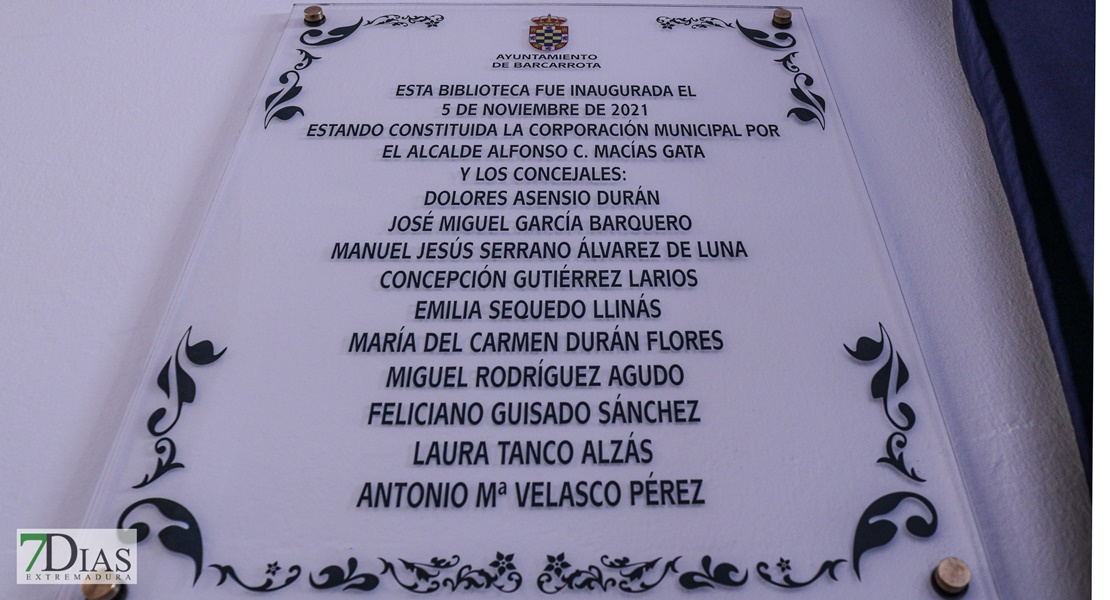 AYUNTAMIENTO
DE BARCARROTA
ESTA BIBLIOTECA FUE INAUGURADA EL
5 DE NOVIEMBRE DE 2021
ESTANDO CONSTITUIDA LA CORPORACIÓN MUNICIPAL POR
EL ALCALDE ALFONSO C. MACÍAS GATA
Y LOS CONCEJALES:
DOLORES ASENSIO DURÁN
JOSÉ MIGUEL GARCÍA BARQUERO
MANUEL JESÚS SERRANO ÁLVAREZ DE LUNA
CONCEPCIÓN GUTIÉRREZ LARIOS
EMILIA SEQUEDO LLINÁS
MARÍA DEL CARMEN DURÁN FLORES
MIGUEL RODRÍGUEZ AGUDO
FELICIANO GUISADO SÁNCHEZ
LAURA TANCO ALZÁS
ANTONIO Mª VELASCO PÉREZ
7DIAS
EXTREMADURA